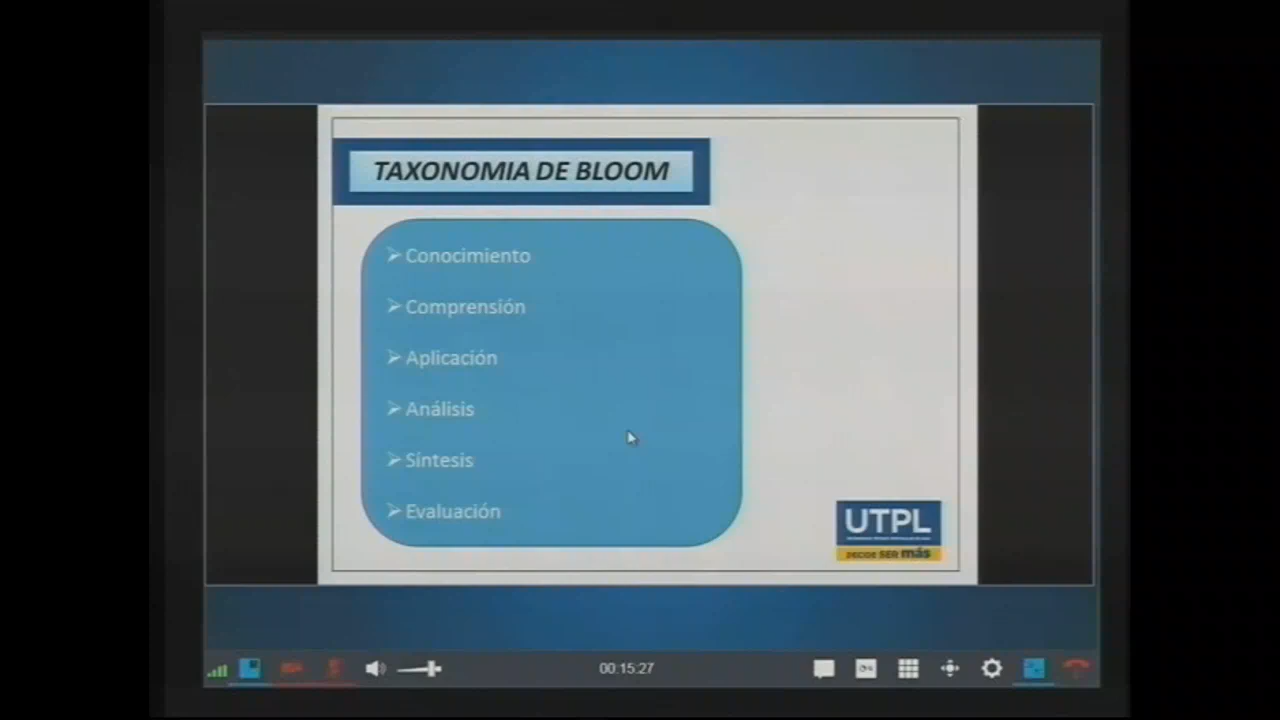 TAXONOMIA DE BLOOM
Conocimiento
Comprensión
Aplicación
Análisis
Síntesis
Evaluación
UTPL
DECIDE SER más
00:15:27